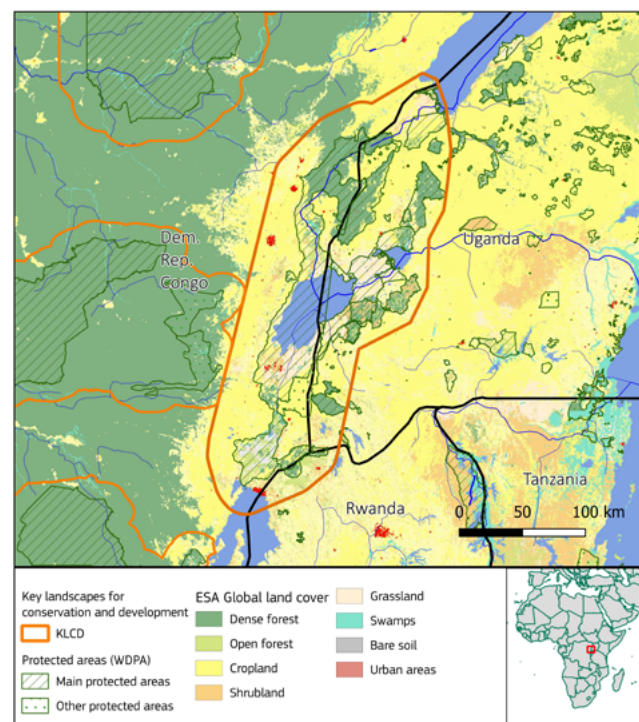 Dem.
Rep.
Congo
Uganda
Tanzania
Rwanda
0 50 100 km
Key landscapes for
conservation and development
KLCD
Protected areas (WDPA)
Main protected areas
Other protected areas
ESA Global land cover
Dense forest
Open forest
Cropland
Shrubland
Grassland
Swamps
Bare soil
Urban areas